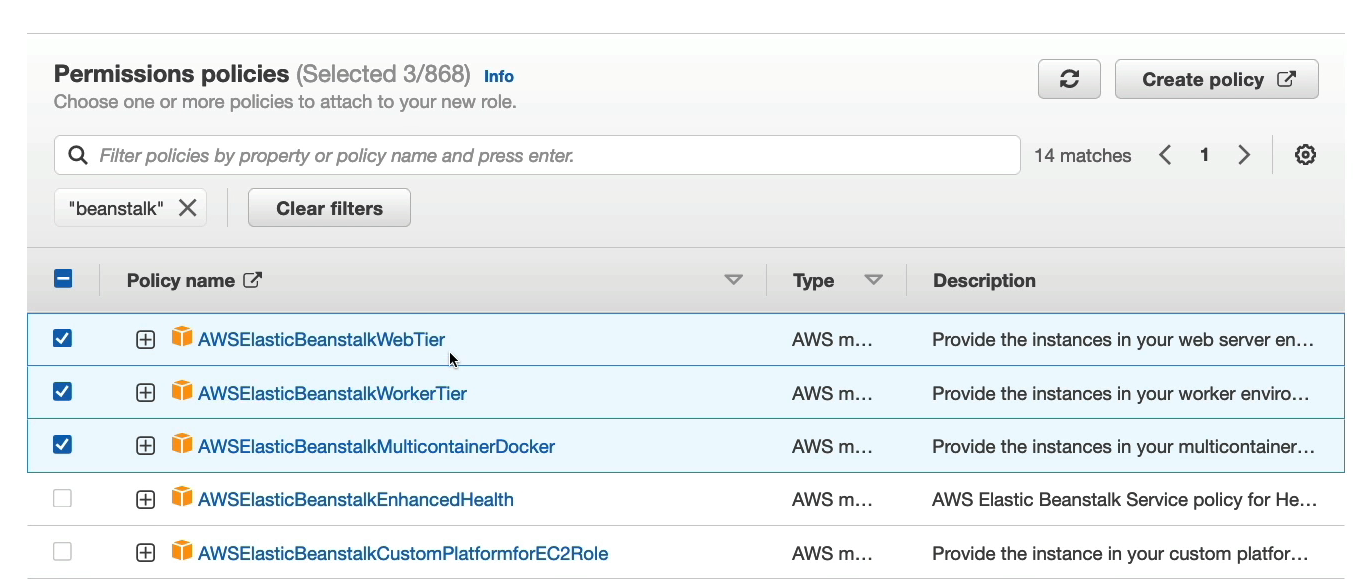 Permissions policies (Selected 3/868) Info
Create policy
Choose one or more policies to attach to your new role.
Filter policies by property or policy name and press enter.
14 matches
1
"beanstalk"
Clear filters
Policy name
Type
Description
AWSElasticBeanstalkWebTier
AWS m...
Provide the instances in your web server en...
AWSElasticBeanstalkWorkerTier
AWS m...
Provide the instances in your worker enviro...
AWSElasticBeanstalkMulticontainerDocker
AWS m...
Provide the instances in your multicontainer...
AWSElasticBeanstalkEnhancedHealth
AWS m...
AWS Elastic Beanstalk Service policy for He...
AWSElasticBeanstalkCustomPlatformforEC2Role
AWS m...
Provide the instance in your custom platfor...